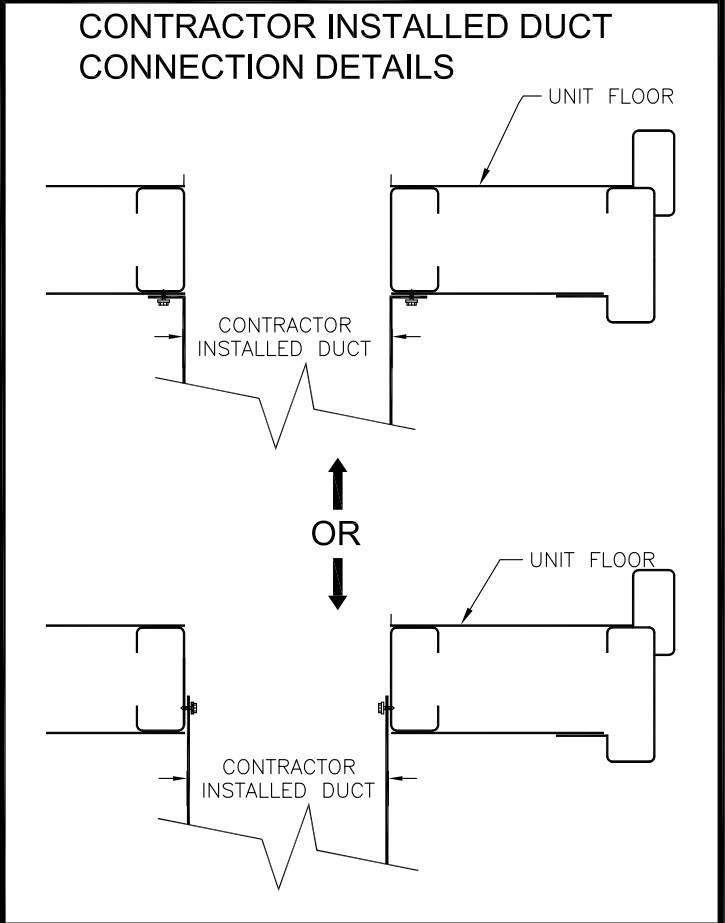 CONTRACTOR INSTALLED DUCT
CONNECTION DETAILS
UNIT FLOOR
CONTRACTOR
INSTALLED DUCT
OR
UNIT FLOOR
CONTRACTOR
INSTALLED DUCT